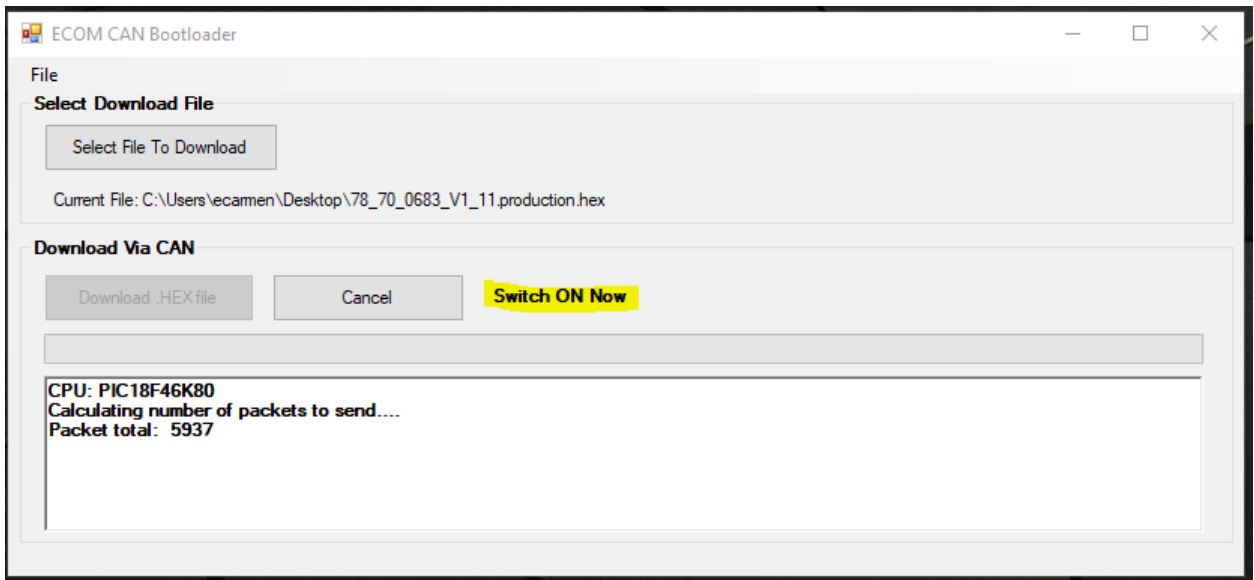 ECOM CAN Bootloader
File
Select Download File
Select File To Download
Current File: C:\Users\ecarmen\Desktop\78_70_0683_V1_11.production.hex
Download Via CAN
Download .HEX file Cancel Switch ON Now
CPU: PIC18F46K80
Calculating number of packets to send....
Packet total: 5937